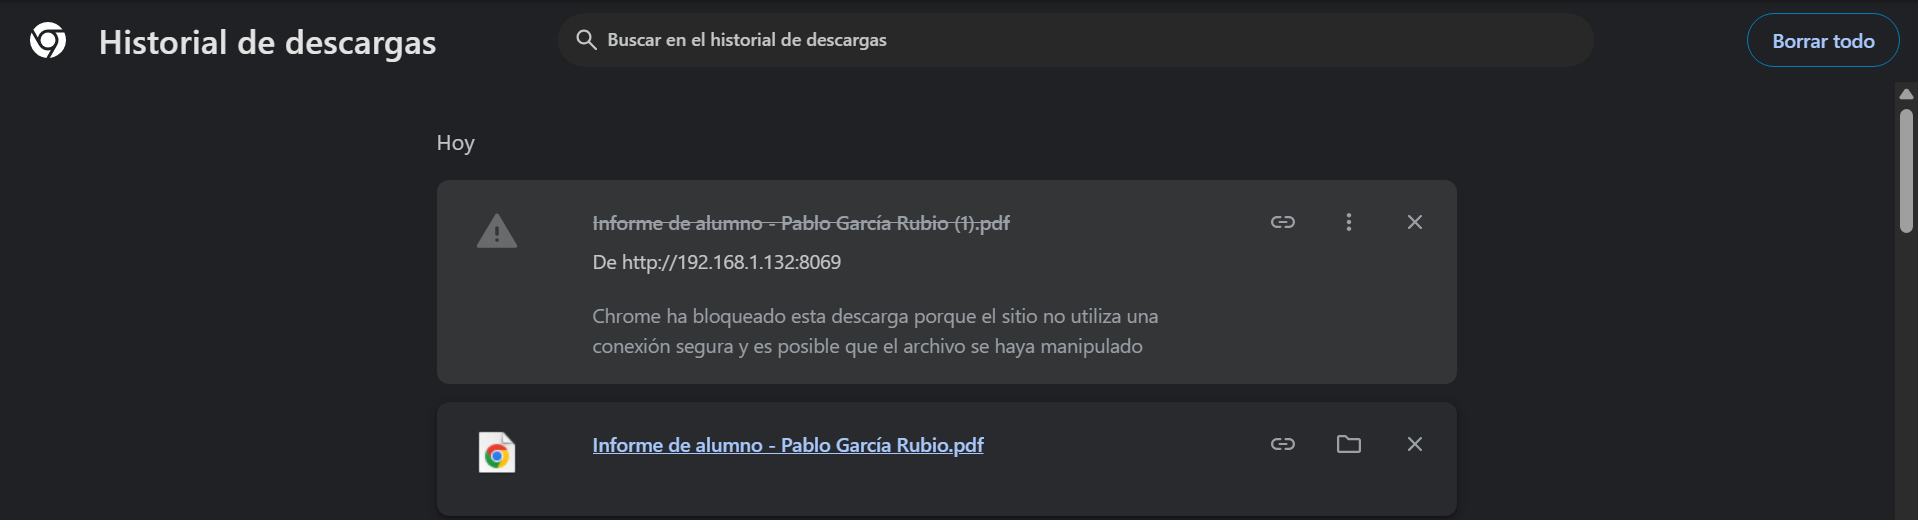 Historial de descargas
Buscar en el historial de descargas
Borrar todo
Hoy
Informe de alumno - Pablo García Rubio (1).pdf
De http://192.168.1.132:8069
Chrome ha bloqueado esta descarga porque el sitio no utiliza una
conexión segura y es posible que el archivo se haya manipulado
Informe de alumno - Pablo García Rubio.pdf